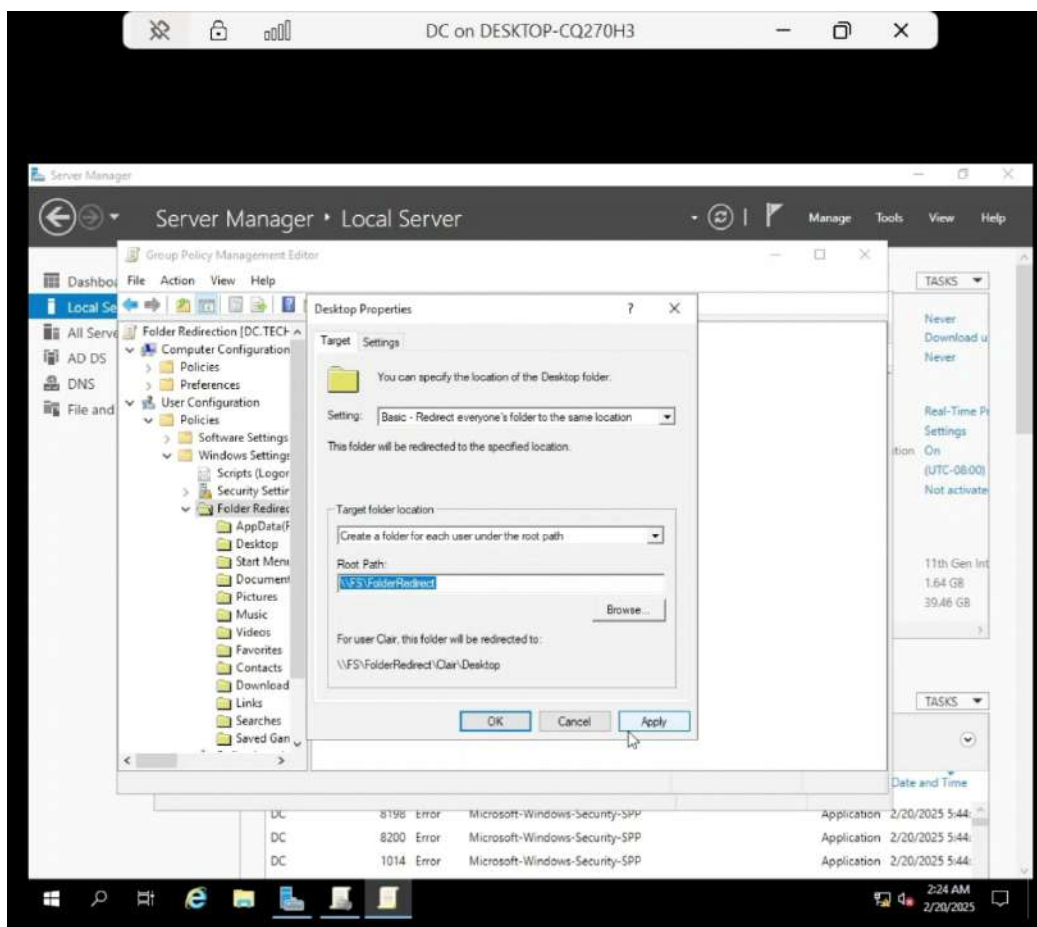 DC on DESKTOP-CQ270H3
Server Manager
Server Manager • Local Server
Manage Tools View Help
Group Policy Management Editor
File Action View Help
Dashbo
Local Se
All Serve
AD DS
DNS
File and
Folder Redirection [DC.TECH
Computer Configuration
Policies
Preferences
User Configuration
Policies
Software Settings
Windows Settings
Scripts (Logor
Security Settir
Folder Redirec
AppData(F
Desktop
Start Menu
Document
Pictures
Music
Videos
Favorites
Contacts
Download
Links
Searches
Saved Gan
Desktop Properties ?
Target Settings
You can specify the location of the Desktop folder.
Setting: Basic - Redirect everyone's folder to the same location
This folder will be redirected to the specified location.
Target folder location
Create a folder for each user under the root path
Root Path:
\\FS\FolderRedirect
Browse...
For user Clair, this folder will be redirected to:
\\FS\FolderRedirect\Clair\Desktop
OK Cancel Apply
TASKS
Never
Download u
Never
Real-Time Pr
Settings
ition On
(UTC-08:00)
Not activate
11th Gen Int
1.64 GB
39.46 GB
TASKS
Date and Time
DC 8198 Error Microsoft-Windows-Security-SPP Application 2/20/2025 5:44:
DC 8200 Error Microsoft-Windows-Security-SPP Application 2/20/2025 5:44:
DC 1014 Error Microsoft-Windows-Security-SPP Application 2/20/2025 5:44:
2:24 AM
2/20/2025